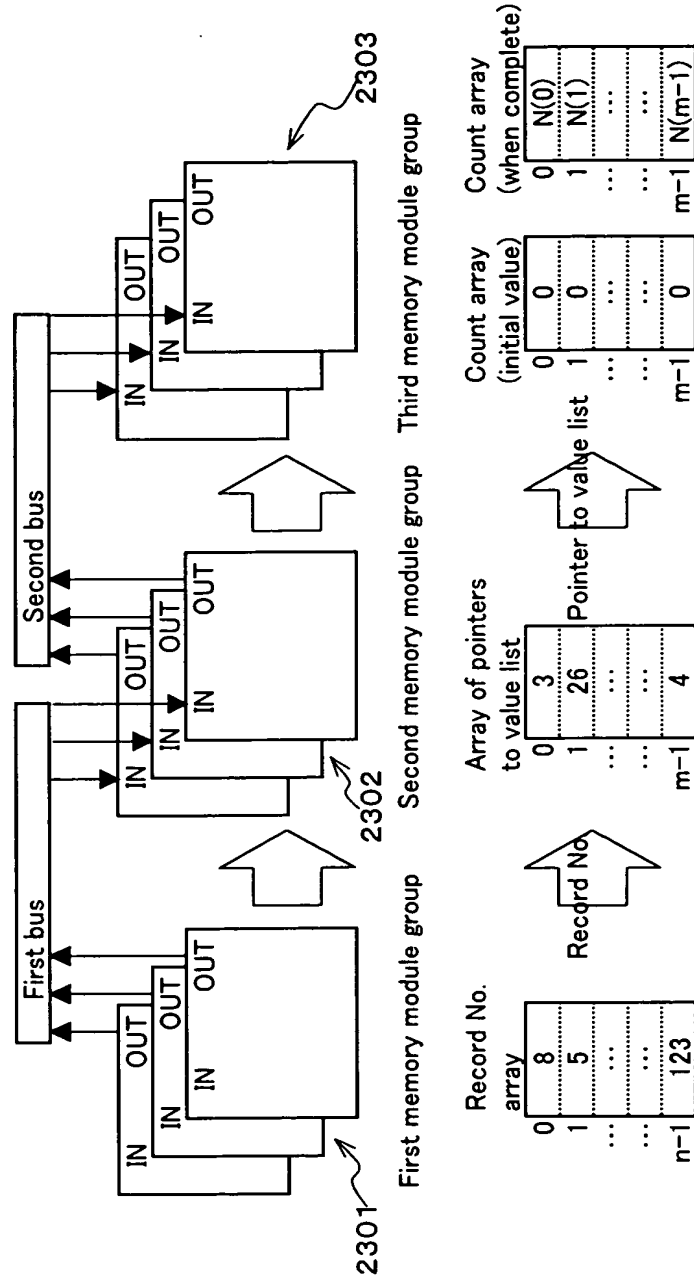 First bus
Second bus
IN OUT
IN OUT
IN OUT
IN OUT
IN OUT
IN OUT
IN OUT
IN OUT
IN OUT
2301
2302
2303
First memory module group
Second memory module group
Third memory module group
Record No.
array
0 8
1 5
... ...
... ...
n-1 123
Record No.
Array of pointers
to value list
0 3
1 26
... ...
... ...
m-1 4
Pointer to value list
Count array
(initial value)
0 0
1 0
... ...
... ...
m-1 0
Count array
(when complete)
0 N(0)
1 N(1)
... ...
... ...
m-1 N(m-1)